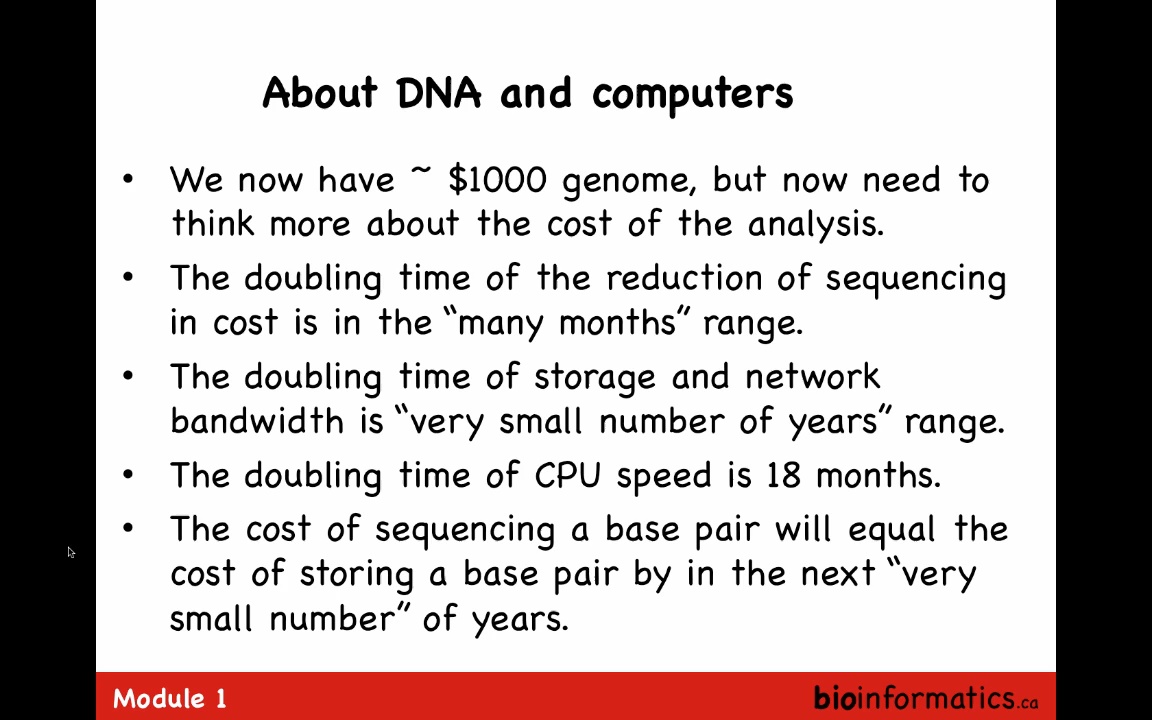 About DNA and computers
• We now have ~ $1000 genome, but now need to
think more about the cost of the analysis.
• The doubling time of the reduction of sequencing
in cost is in the “many months” range.
• The doubling time of storage and network
bandwidth is “very small number of years” range.
• The doubling time of CPU speed is 18 months.
• The cost of sequencing a base pair will equal the
cost of storing a base pair by in the next “very
small number” of years.
Module 1
bioinformatics.ca